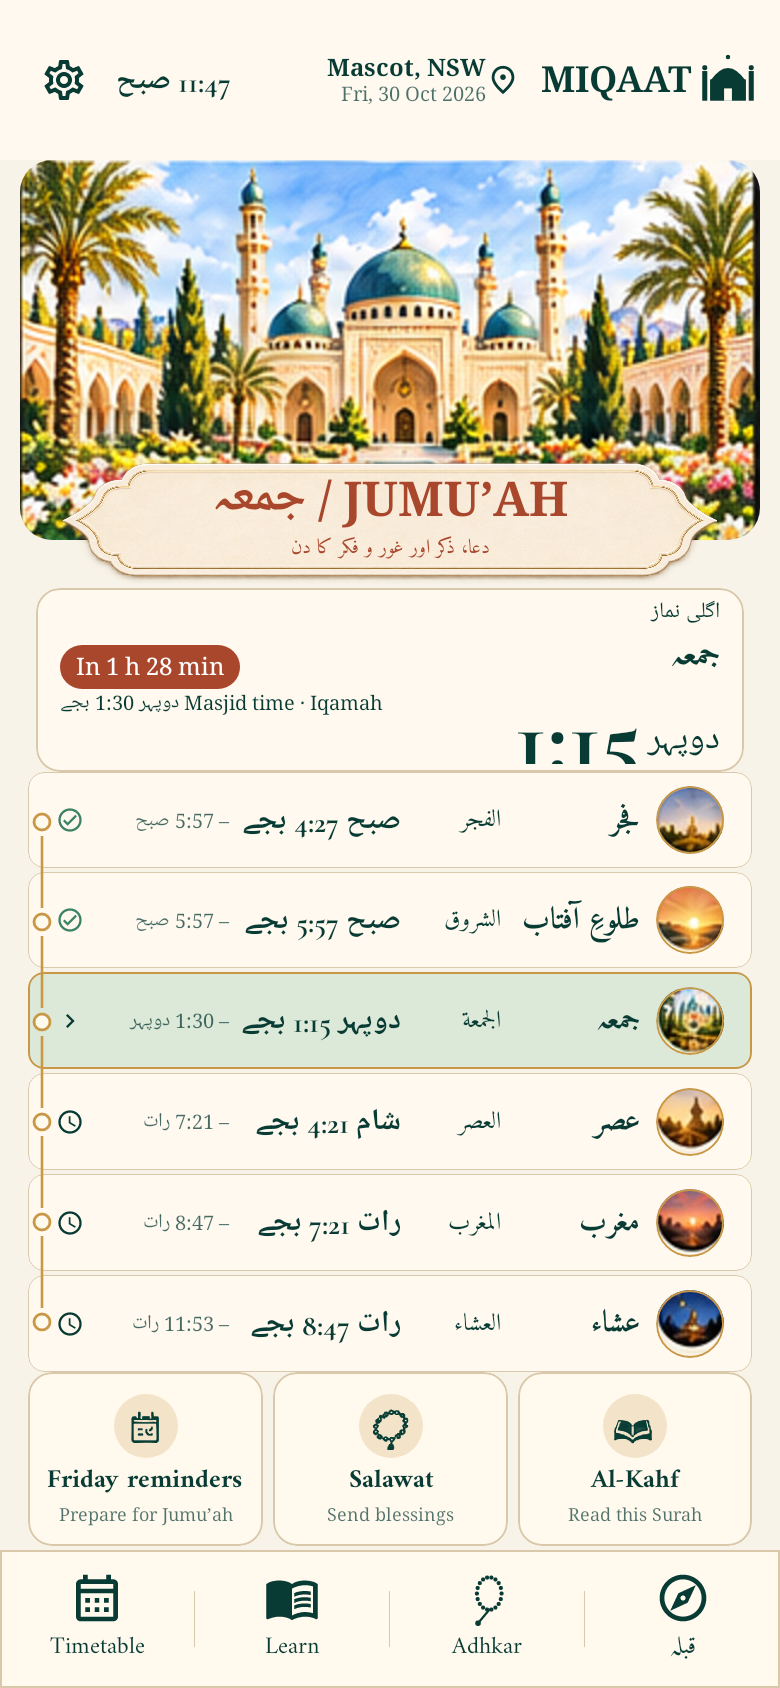 MIQAAT
Mascot, NSW
Fri, 30 Oct 2026
11:47 صبح
جمعہ / JUMU’AH
دعا، ذکر اور غور و فکر کا دن
اگلی نماز
جمعہ
In 1 h 28 min
Masjid time · Iqamah دوپہر 1:30 بجے
دوپہر 1:15
فجر الفجر صبح 4:27 بجے – 5:57 صبح
طلوعِ آفتاب الشروق صبح 5:57 بجے – 5:57 صبح
جمعہ الجمعة دوپہر 1:15 بجے – 1:30 دوپہر
عصر العصر شام 4:21 بجے – 7:21 رات
مغرب المغرب رات 7:21 بجے – 8:47 رات
عشاء العشاء رات 8:47 بجے – 11:53 رات
Al-Kahf
Read this Surah
Salawat
Send blessings
Friday reminders
Prepare for Jumu’ah
قبلہ
Adhkar
Learn
Timetable